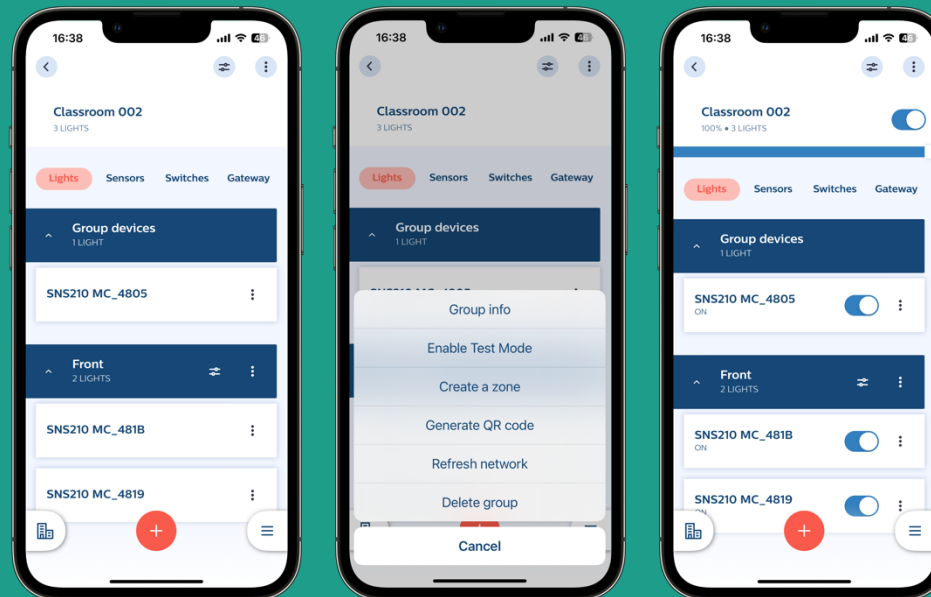 16:38
46
Classroom 002
3 LIGHTS
Lights Sensors Switches Gateway
Group devices
1 LIGHT
SNS210 MC_4805
Front
2 LIGHTS
SNS210 MC_481B
SNS210 MC_4819
16:38
46
Classroom 002
3 LIGHTS
Lights Sensors Switches Gateway
Group devices
1 LIGHT
Group info
Enable Test Mode
Create a zone
Generate QR code
Refresh network
Delete group
Cancel
16:38
46
Classroom 002
100% • 3 LIGHTS
Lights Sensors Switches Gateway
Group devices
1 LIGHT
SNS210 MC_4805
ON
Front
2 LIGHTS
SNS210 MC_481B
ON
SNS210 MC_4819
ON